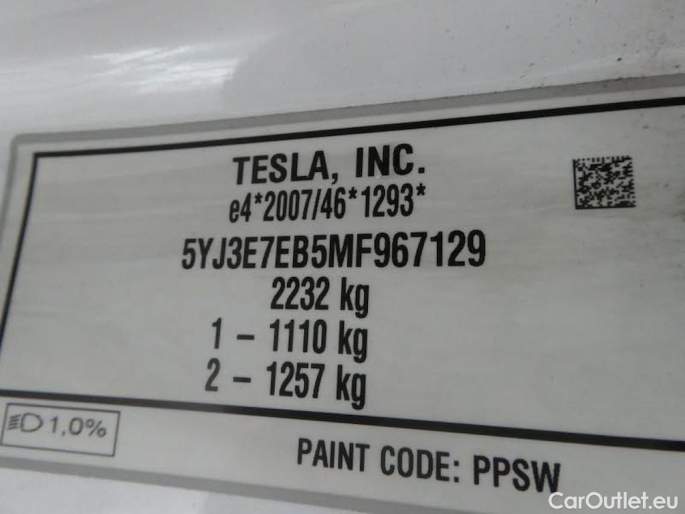 TESLA, INC.
e4*2007/46*1293*
5YJ3E7EB5MF967129
2232 kg
1 – 1110 kg
2 – 1257 kg
1,0%
PAINT CODE: PPSW
CarOutlet.eu